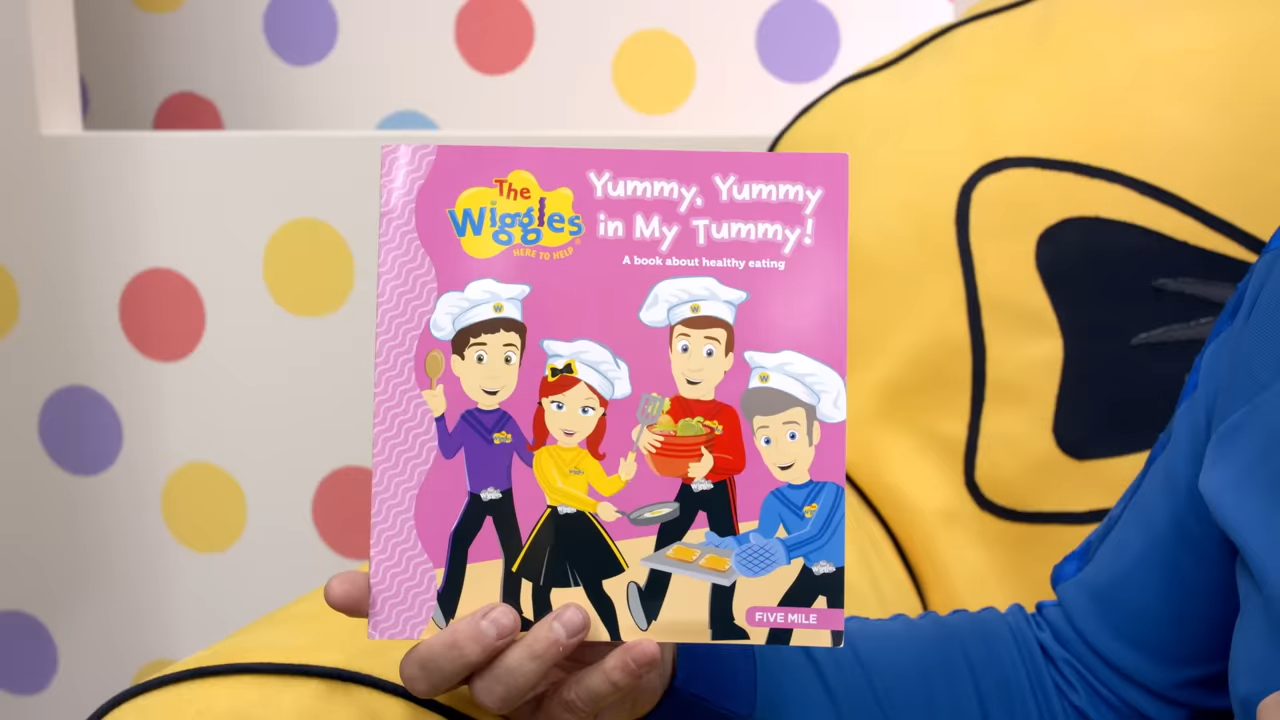 The
Wiggles
HERE TO HELP
Yummy, Yummy
in My Tummy!
A book about healthy eating
W
W
W
FIVE MILE